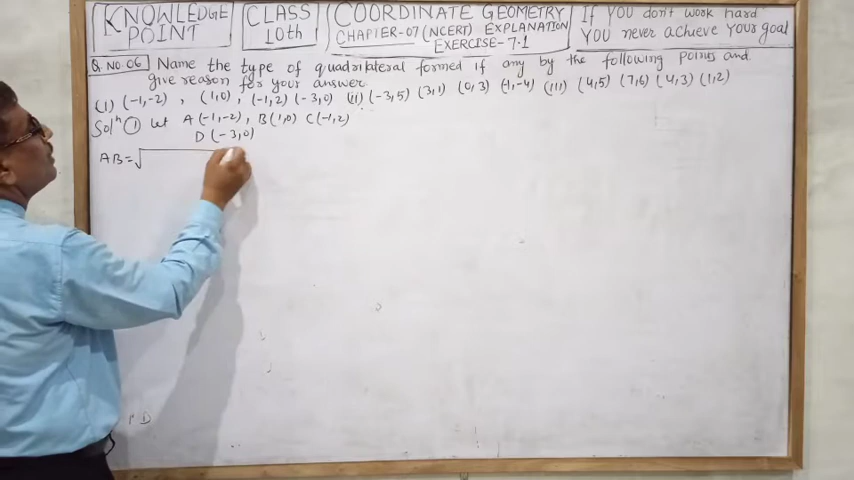 KNOWLEDGE POINT
CLASS 10th
COORDINATE GEOMETRY
CHAPTER-07 (NCERT) EXPLANATION
EXERCISE-7.1
If YOU don't work hard
YOU never achieve your goal
Q.NO.06 Name the type of quadrilateral formed if any by the following points and
give reason for your answer
(i) (-1,-2), (1,0), (-1,2) (-3,0) (ii) (-3,5) (3,1) (0,3) (-1,-4) (iii) (4,5) (7,6) (4,3) (1,2)
Solⁿ ① Let A(-1,-2), B(1,0) C(-1,2)
D(-3,0)
AB=√